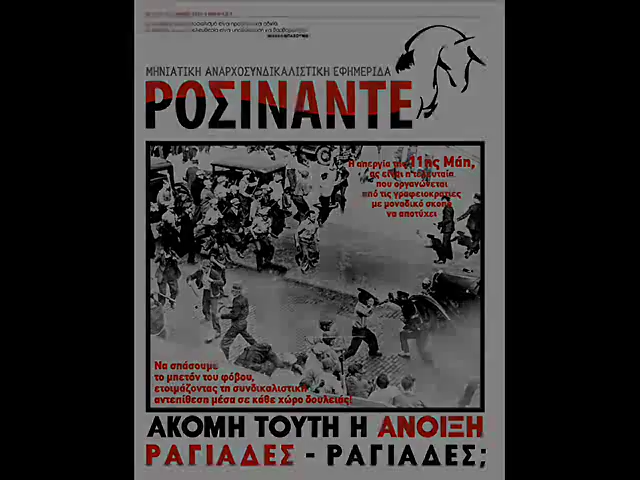 ΜΗΝΙΑΤΙΚΗ ΑΝΑΡΧΟΣΥΝΔΙΚΑΛΙΣΤΙΚΗ ΕΦΗΜΕΡΙΔΑ
ΡΟΣΙΝΑΝΤΕ
Η απεργία της 11ης Μάη,
ας είναι η τελευταία
που οργανώνεται
από τις γραφειοκρατίες
με μοναδικό σκοπό
να αποτύχει
Να σπάσουμε
το μπετόν του φόβου,
ετοιμάζοντας τη συνδικαλιστική
αντεπίθεση μέσα σε κάθε χώρο δουλειάς!
ΑΚΟΜΗ ΤΟΥΤΗ Η ΑΝΟΙΞΗ
ΡΑΓΙΑΔΕΣ - ΡΑΓΙΑΔΕΣ;